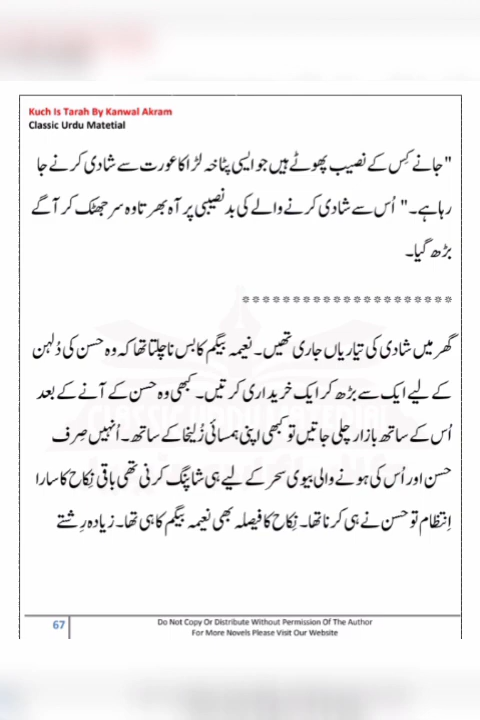 Kuch Is Tarah By Kanwal Akram
Classic Urdu Matetial
"جانے کِس کے نصیب پھوٹے ہیں جو ایسی پٹاخہ لڑاکا عورت سے شادی کرنے جا
رہا ہے۔" اُس سے شادی کرنے والے کی بد نصیبی پر آہ بھرتا وہ سر جھٹک کر آگے
بڑھ گیا۔
*********************
گھر میں شادی کی تیاریاں جاری تھیں۔ نعیمہ بیگم کا بس نا چلتا تھا کہ وہ حسن کی دُلہن
کے لیے ایک سے بڑھ کر ایک خریداری کرتیں۔ کبھی وہ حسن کے آنے کے بعد
اُس کے ساتھ بازار چلی جاتیں تو کبھی اپنی ہمسائی زُلیخا کے ساتھ۔ اُنہیں صِرف
حسن اور اُس کی ہونے والی بیوی سحر کے لیے ہی شاپنگ کرنی تھی باقی نِکاح کا سارا
اِنتظام تو حسن نے ہی کرنا تھا۔ نِکاح کا فیصلہ بھی نعیمہ بیگم کا ہی تھا۔ زیادہ رِشتے
67
Do Not Copy Or Distribute Without Permission Of The Author
For More Novels Please Visit Our Website